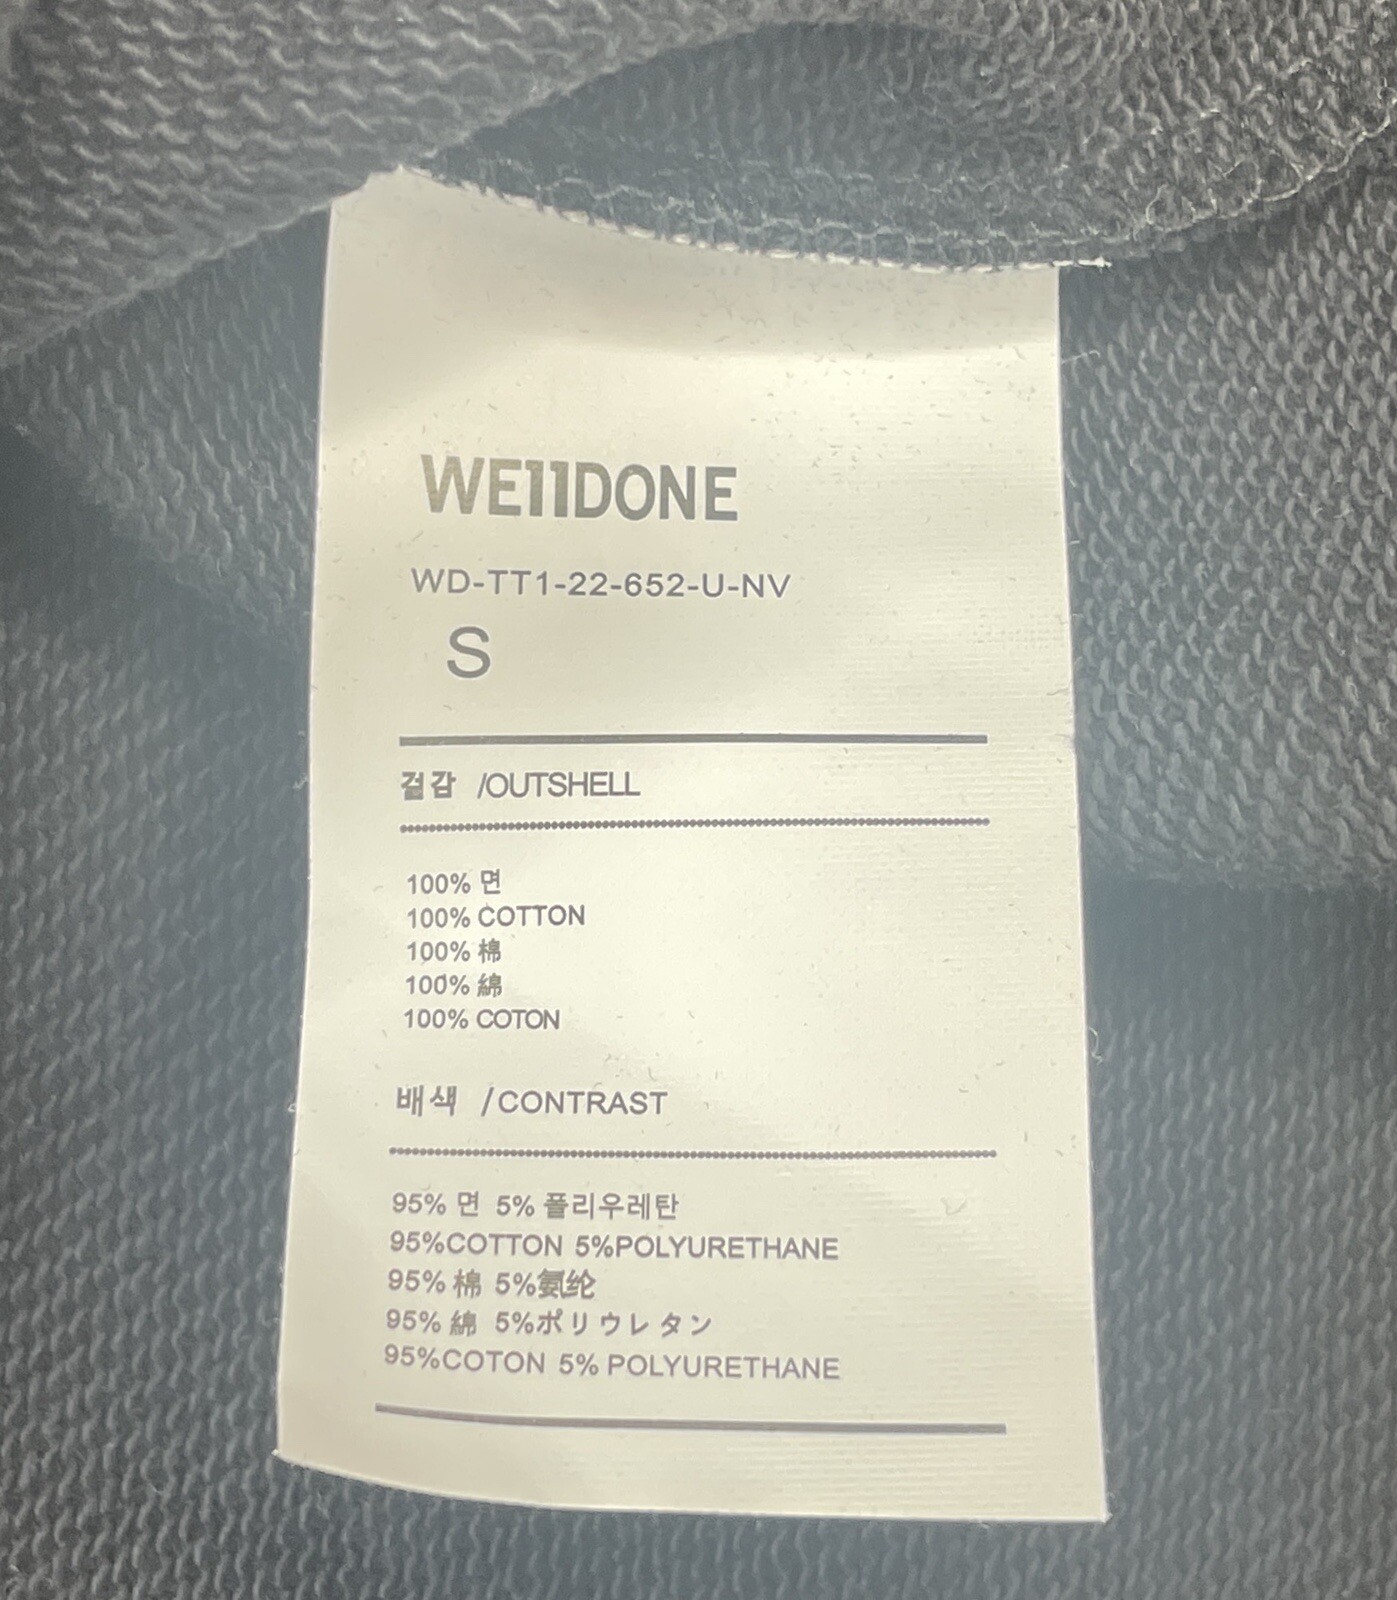 WE11DONE
WD-TT1-22-652-U-NV
S
겉감 /OUTSHELL
100% 면
100% COTTON
100% 棉
100% 綿
100% COTON
배색 /CONTRAST
95% 면 5% 폴리우레탄
95%COTTON 5%POLYURETHANE
95% 棉 5%氨纶
95% 綿 5%ポリウレタン
95%COTON 5% POLYURETHANE